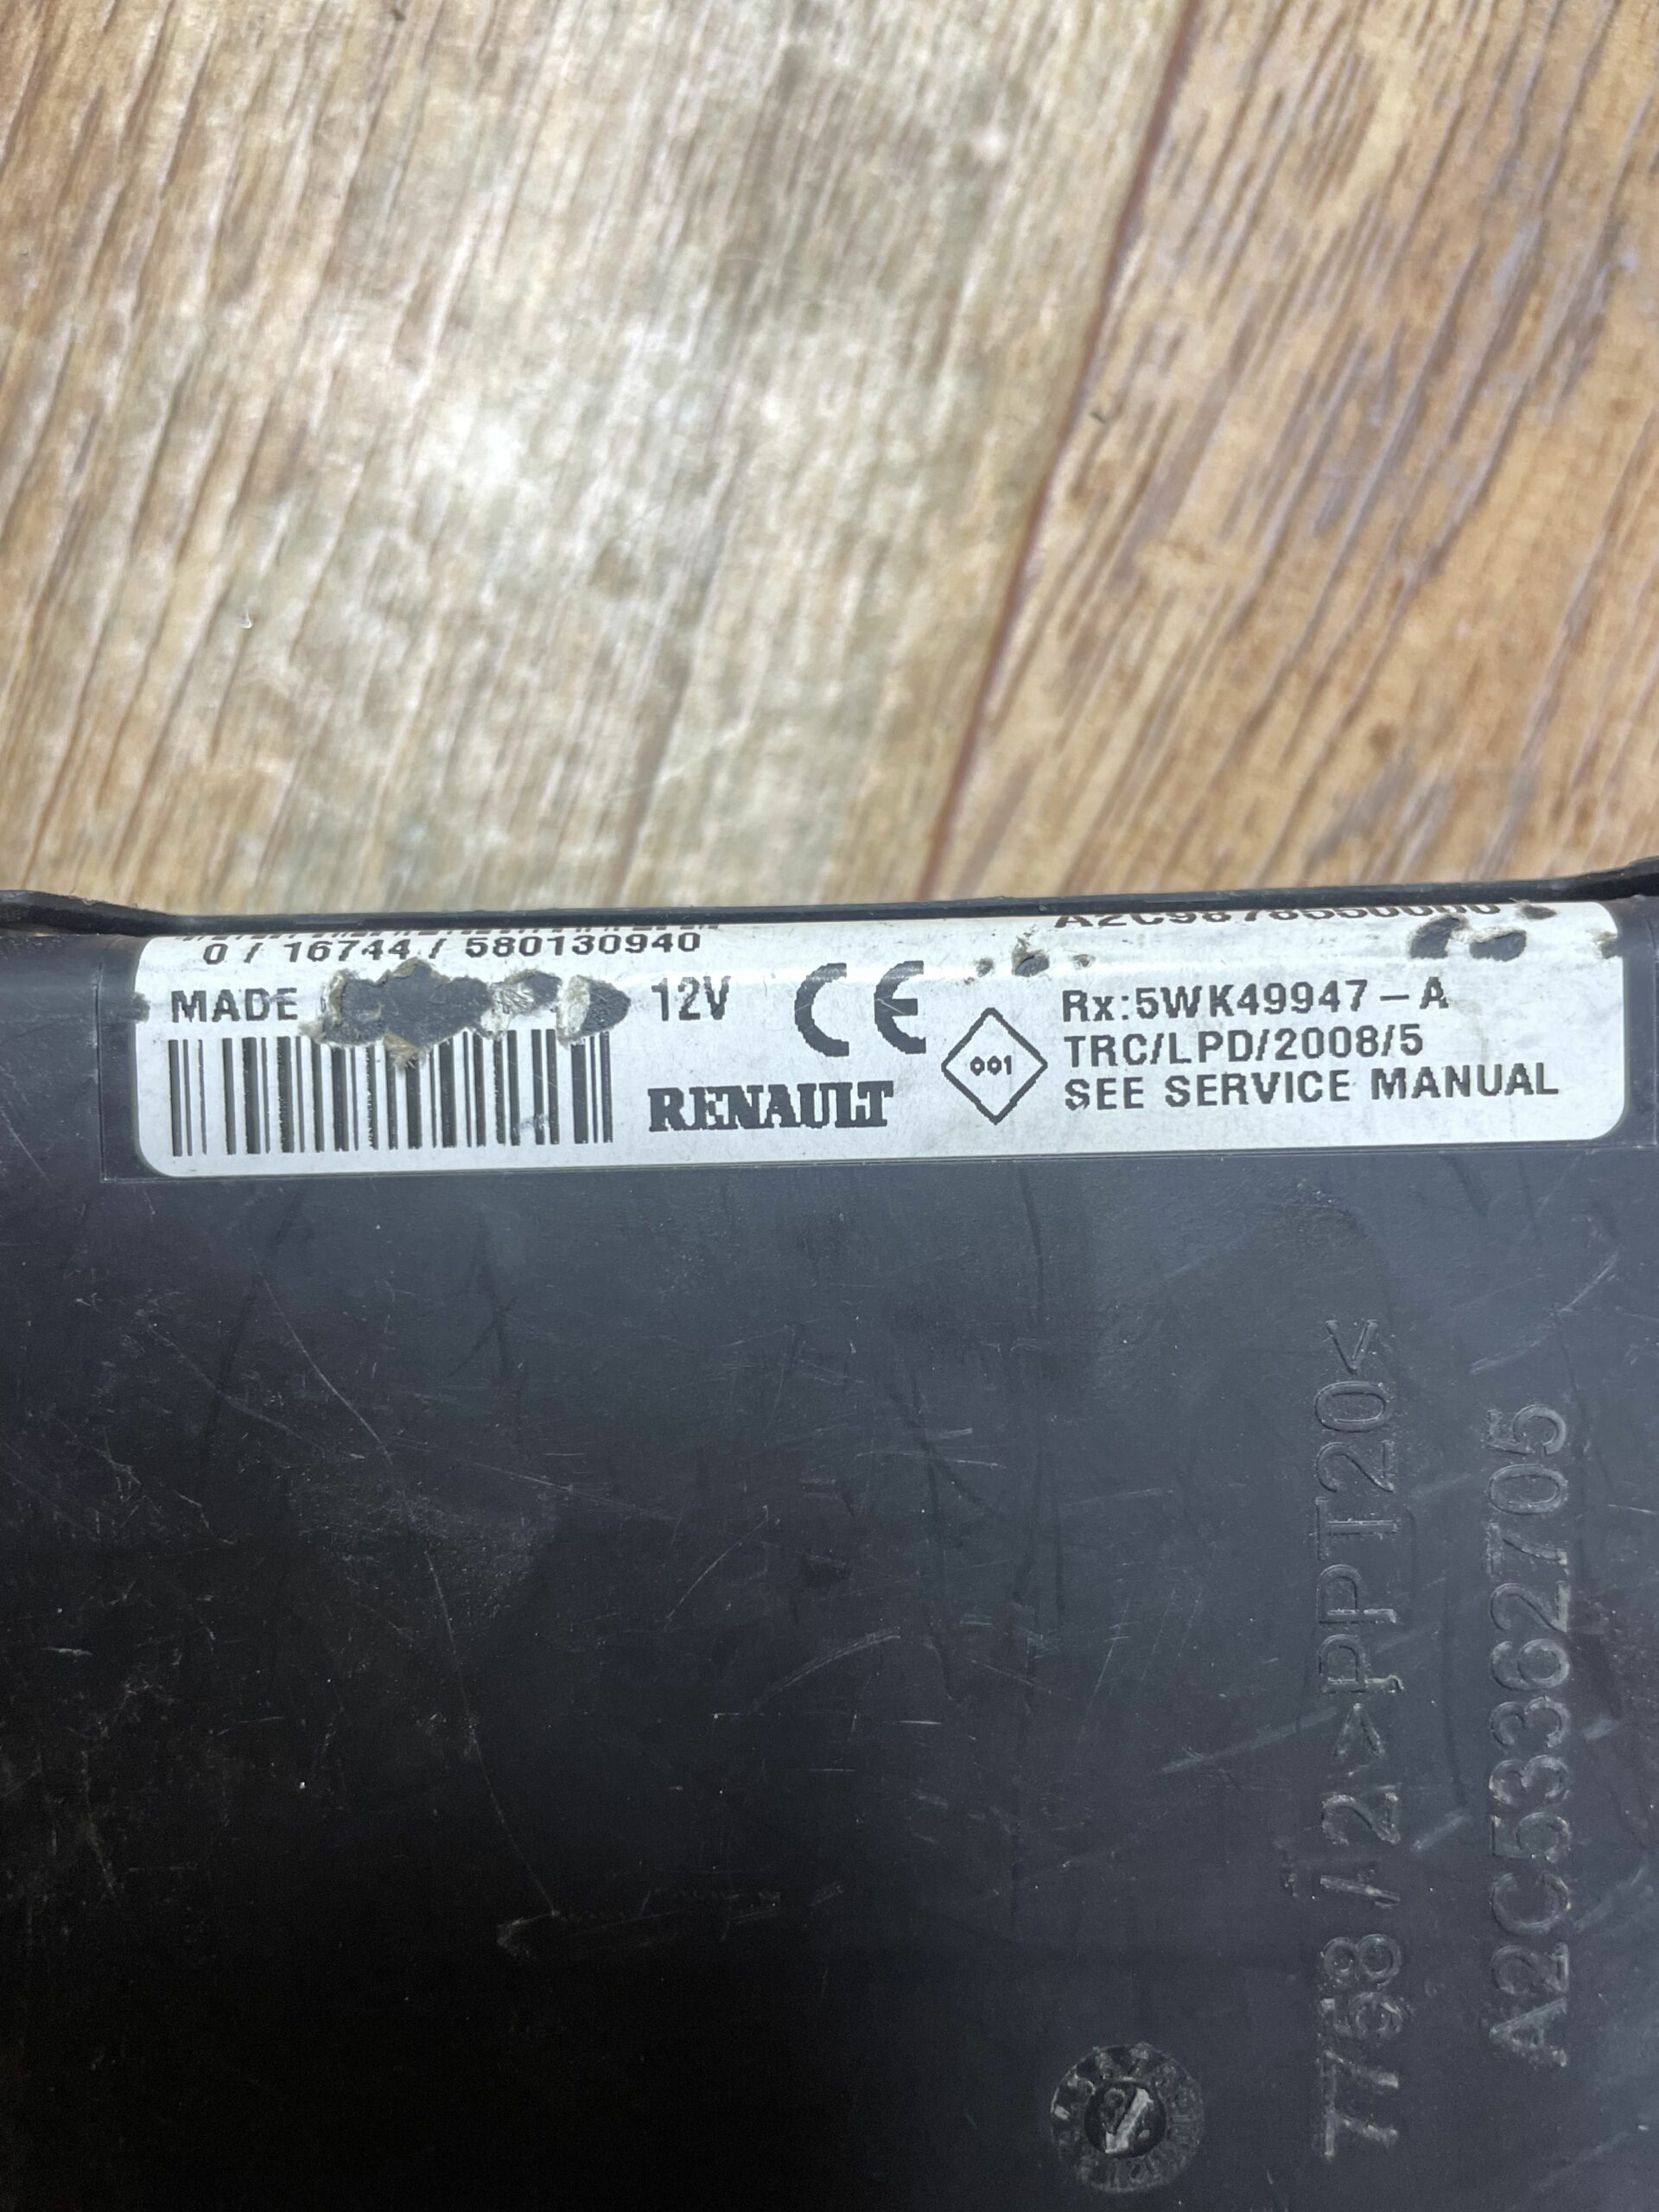 0 / 16744 / 580130940
MADE
12V
CE
RENAULT
001
Rx:5WK49947-A
TRC/LPD/2008/5
SEE SERVICE MANUAL
7758 / 2>PPT20<
A2C53362705